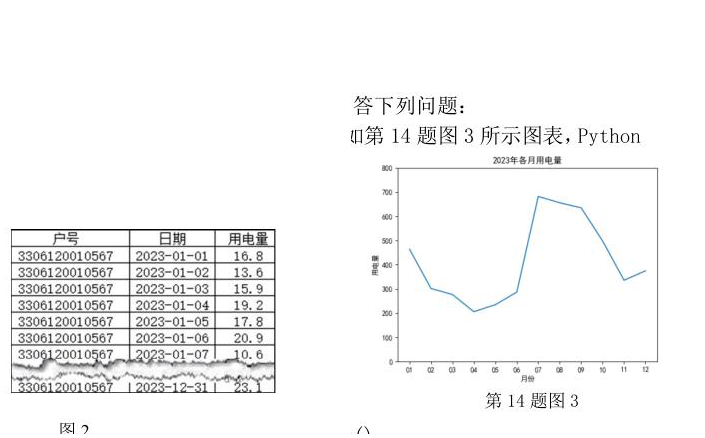 答下列问题：
如第 14 题图 3 所示图表，Python
2023年各月用电量
800
700
600
500
400
300
200
100
0
用电量
01 02 03 04 05 06 07 08 09 10 11 12
月份
第 14 题图 3
户号 日期 用电量
3306120010567 2023-01-01 16.8
3306120010567 2023-01-02 13.6
3306120010567 2023-01-03 15.9
3306120010567 2023-01-04 19.2
3306120010567 2023-01-05 17.8
3306120010567 2023-01-06 20.9
3306120010567 2023-01-07 10.6
3306120010567 2023-12-31 23.1
图 2
()